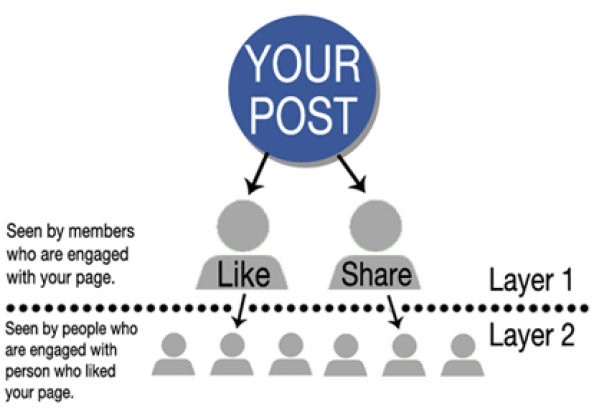 YOUR
POST
Seen by members
who are engaged
with your page.
Like
Share
Layer 1
Seen by people who
are engaged with
person who liked
your page.
Layer 2